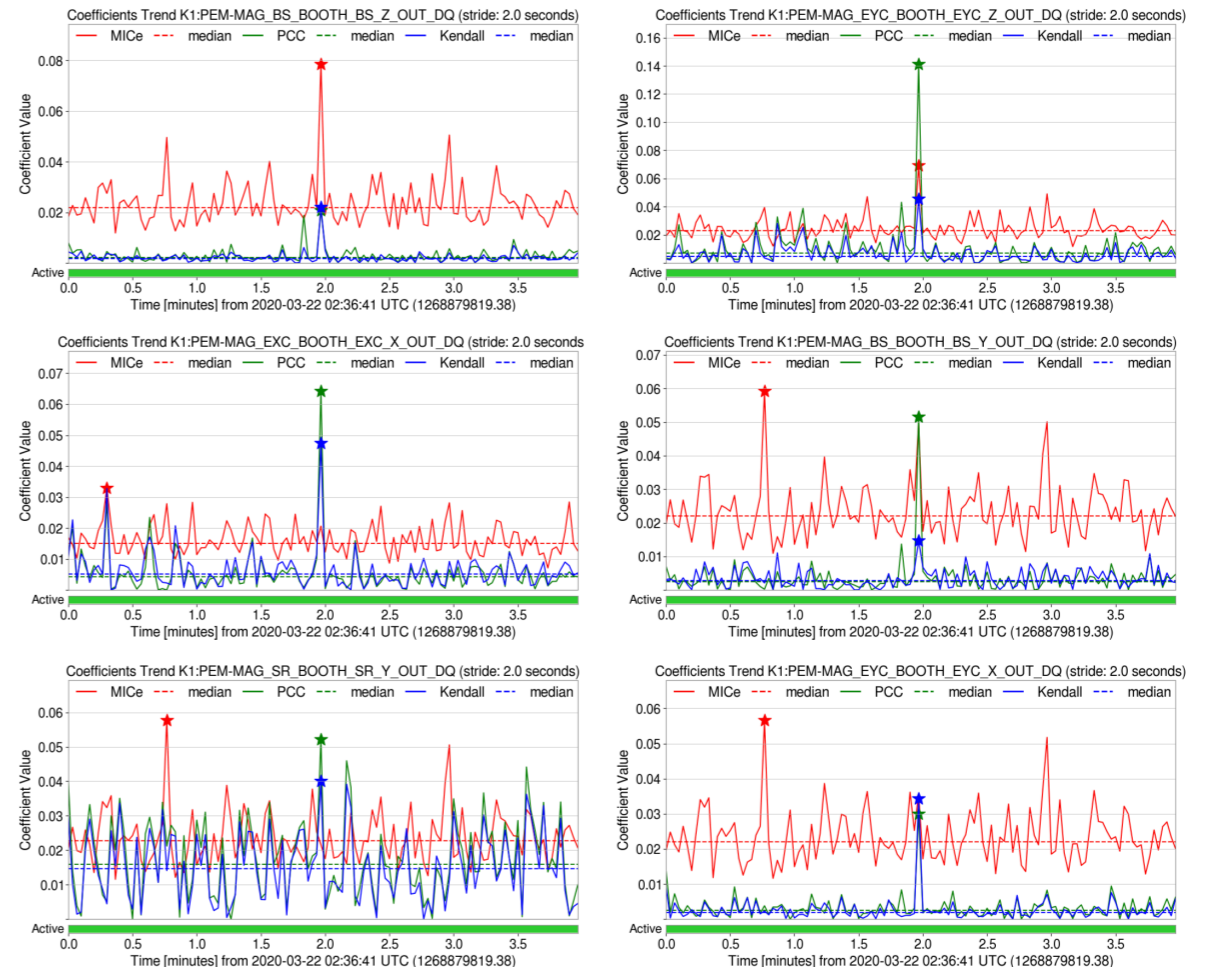 Coefficients Trend K1:PEM-MAG_BS_BOOTH_BS_Z_OUT_DQ (stride: 2.0 seconds)
MICe median PCC median Kendall median
0.08
0.06
0.04
0.02
Coefficient Value
Active
0.0 0.5 1.0 1.5 2.0 2.5 3.0 3.5
Time [minutes] from 2020-03-22 02:36:41 UTC (1268879819.38)
Coefficients Trend K1:PEM-MAG_EYC_BOOTH_EYC_Z_OUT_DQ (stride: 2.0 seconds)
MICe median PCC median Kendall median
0.16
0.14
0.12
0.10
0.08
0.06
0.04
0.02
Coefficient Value
Active
0.0 0.5 1.0 1.5 2.0 2.5 3.0 3.5
Time [minutes] from 2020-03-22 02:36:41 UTC (1268879819.38)
Coefficients Trend K1:PEM-MAG_EXC_BOOTH_EXC_X_OUT_DQ (stride: 2.0 seconds
MICe median PCC median Kendall median
0.07
0.06
0.05
0.04
0.03
0.02
0.01
Coefficient Value
Active
0.0 0.5 1.0 1.5 2.0 2.5 3.0 3.5
Time [minutes] from 2020-03-22 02:36:41 UTC (1268879819.38)
Coefficients Trend K1:PEM-MAG_BS_BOOTH_BS_Y_OUT_DQ (stride: 2.0 seconds)
MICe median PCC median Kendall median
0.07
0.06
0.05
0.04
0.03
0.02
0.01
Coefficient Value
Active
0.0 0.5 1.0 1.5 2.0 2.5 3.0 3.5
Time [minutes] from 2020-03-22 02:36:41 UTC (1268879819.38)
Coefficients Trend K1:PEM-MAG_SR_BOOTH_SR_Y_OUT_DQ (stride: 2.0 seconds)
MICe median PCC median Kendall median
0.06
0.05
0.04
0.03
0.02
0.01
Coefficient Value
Active
0.0 0.5 1.0 1.5 2.0 2.5 3.0 3.5
Time [minutes] from 2020-03-22 02:36:41 UTC (1268879819.38)
Coefficients Trend K1:PEM-MAG_EYC_BOOTH_EYC_X_OUT_DQ (stride: 2.0 seconds)
MICe median PCC median Kendall median
0.06
0.05
0.04
0.03
0.02
0.01
Coefficient Value
Active
0.0 0.5 1.0 1.5 2.0 2.5 3.0 3.5
Time [minutes] from 2020-03-22 02:36:41 UTC (1268879819.38)